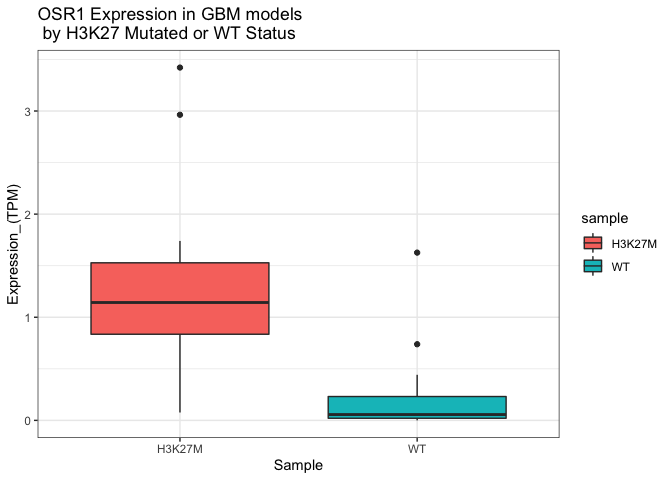 OSR1 Expression in GBM models
by H3K27 Mutated or WT Status
3
2
1
0
Expression_(TPM)
H3K27M
WT
Sample
sample
H3K27M
WT